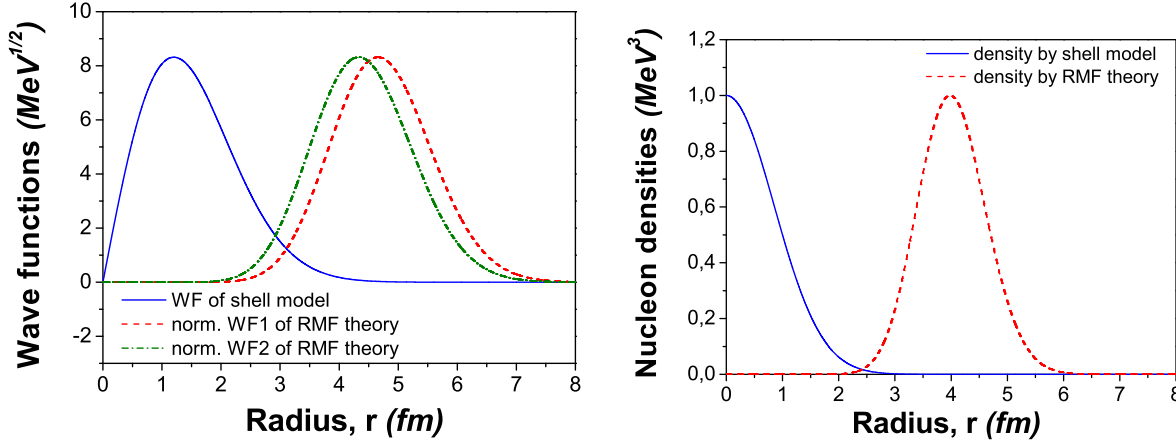 Wave functions (MeV^1/2)
10
8
6
4
2
0
-2
WF of shell model
norm. WF1 of RMF theory
norm. WF2 of RMF theory
0 1 2 3 4 5 6 7 8
Radius, r (fm)
Nucleon densities (MeV^3)
1,2
1,0
0,8
0,6
0,4
0,2
0,0
density by shell model
density by RMF theory
0 1 2 3 4 5 6 7 8
Radius, r (fm)